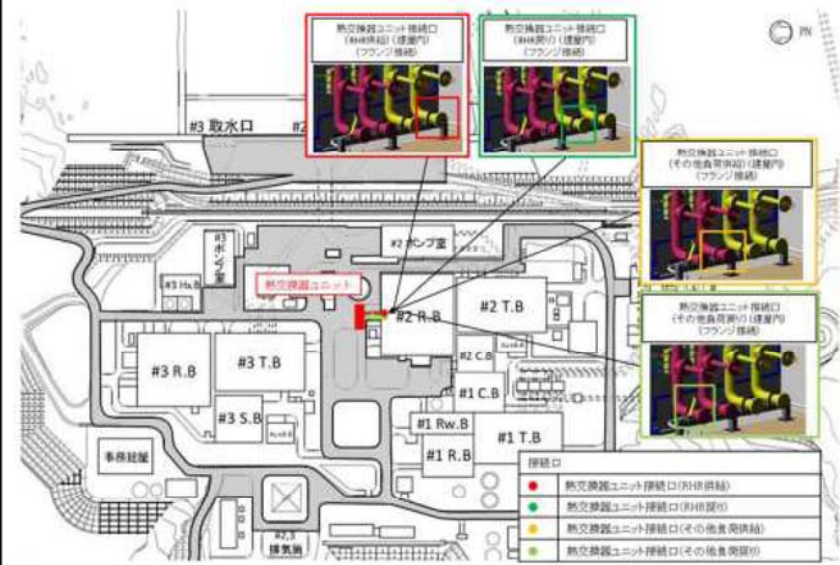 熱交換器ユニット接続口
(RHR供給)(建屋内)
(フランジ接続)
熱交換器ユニット接続口
(RHR戻り)(建屋内)
(フランジ接続)
PN
#3 取水口
#2
熱交換器ユニット接続口
(その他負荷供給)(建屋内)
(フランジ接続)
#3
ポンプ室
#2 ポンプ室
#3 Hx.B
熱交換器ユニット
#2 R.B
#2 T.B
熱交換器ユニット接続口
(その他負荷戻り)(建屋内)
(フランジ接続)
#3 R.B
#3 T.B
#2 C.B
#1 C.B
#3 S.B
#1 Rw.B
#1 R.B
#1 T.B
事務建屋
#2,3
排気筒
接続口
熱交換器ユニット接続口(RHR供給)
熱交換器ユニット接続口(RHR戻り)
熱交換器ユニット接続口(その他負荷供給)
熱交換器ユニット接続口(その他負荷戻り)